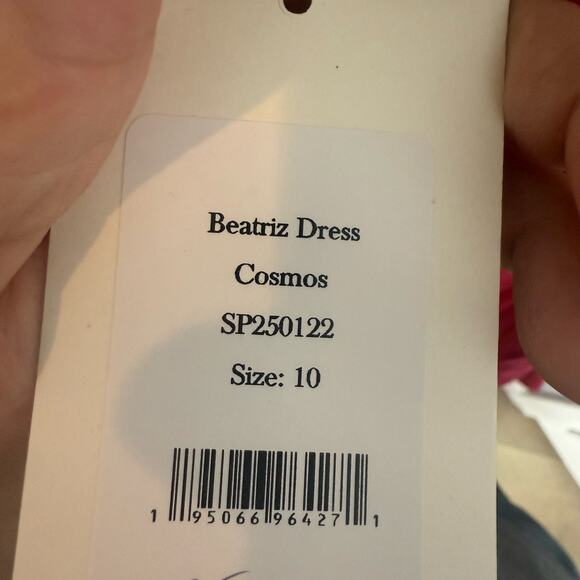 Beatriz Dress
Cosmos
SP250122
Size: 10
1 95066 96427 1